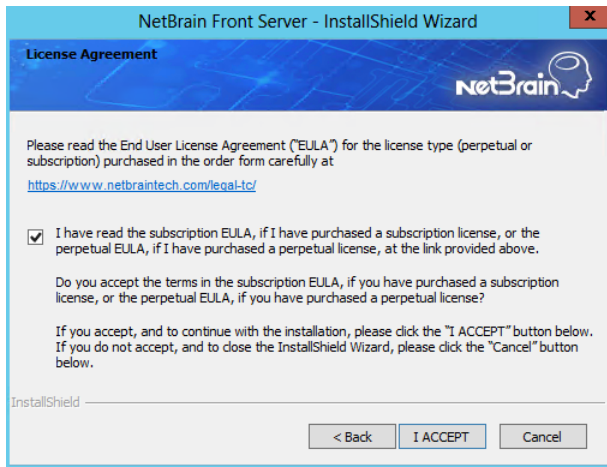 NetBrain Front Server - InstallShield Wizard
x
License Agreement
NetBrain
Please read the End User License Agreement ("EULA") for the license type (perpetual or
subscription) purchased in the order form carefully at
https://www.netbraintech.com/legal-tc/
I have read the subscription EULA, if I have purchased a subscription license, or the
perpetual EULA, if I have purchased a perpetual license, at the link provided above.
Do you accept the terms in the subscription EULA, if you have purchased a subscription
license, or the perpetual EULA, if you have purchased a perpetual license?
If you accept, and to continue with the installation, please click the "I ACCEPT" button below.
If you do not accept, and to close the InstallShield Wizard, please click the "Cancel" button
below.
InstallShield
< Back I ACCEPT Cancel